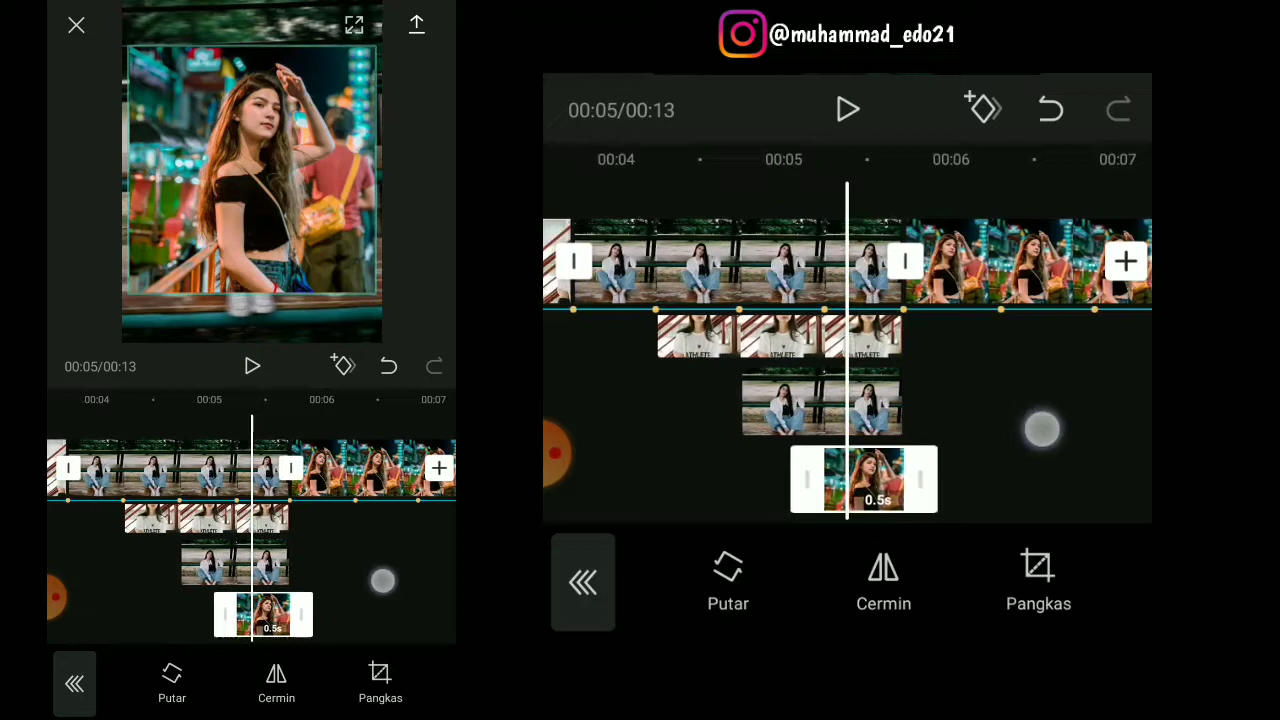 @muhammad_edo21
00:05/00:13
00:04
00:05
00:06
00:07
ATHLETE
0.5s
Putar
Cermin
Pangkas
00:05/00:13
00:04
00:05
00:06
00:07
0.5s
Putar
Cermin
Pangkas